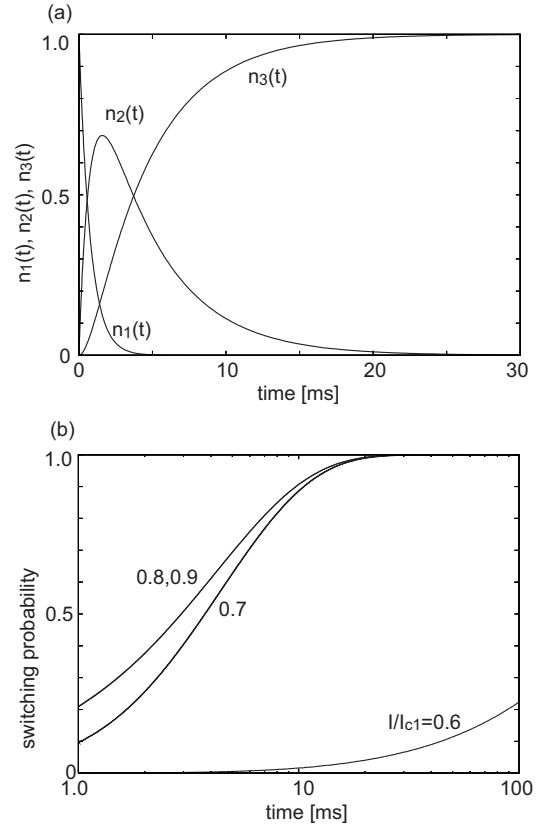 (a)
1.0
n3(t)
n2(t)
n1(t), n2(t), n3(t)
0.5
n1(t)
0
0
10
20
30
time [ms]
(b)
1.0
0.8,0.9
0.7
switching probability
0.5
I/Ic1=0.6
0
1.0
10
100
time [ms]